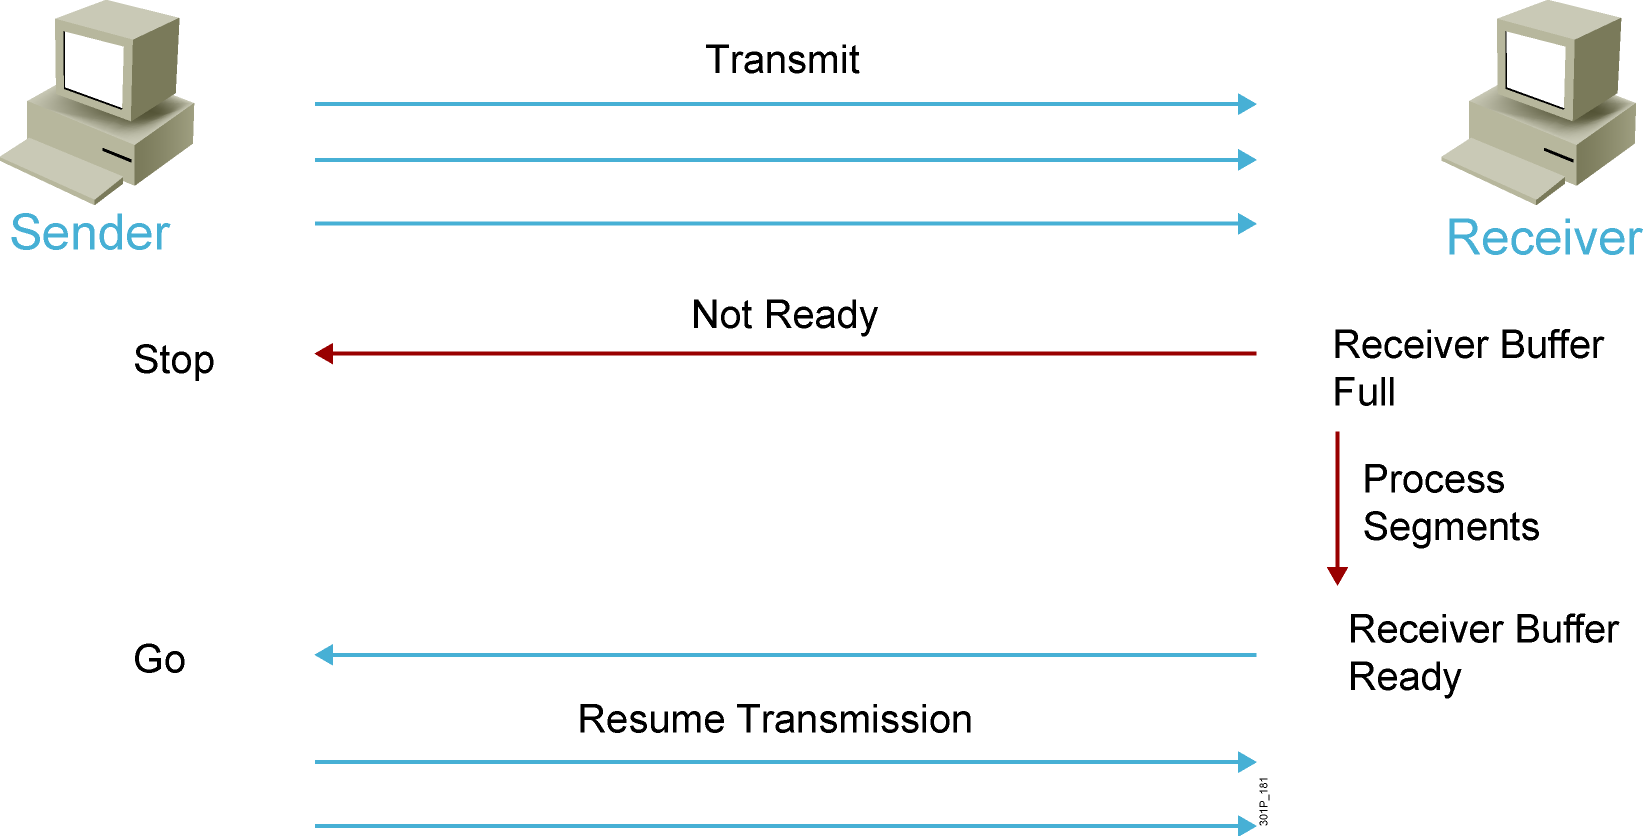 Transmit
Sender
Receiver
Not Ready
Stop
Receiver Buffer
Full
Process
Segments
Go
Receiver Buffer
Ready
Resume Transmission
301P_181